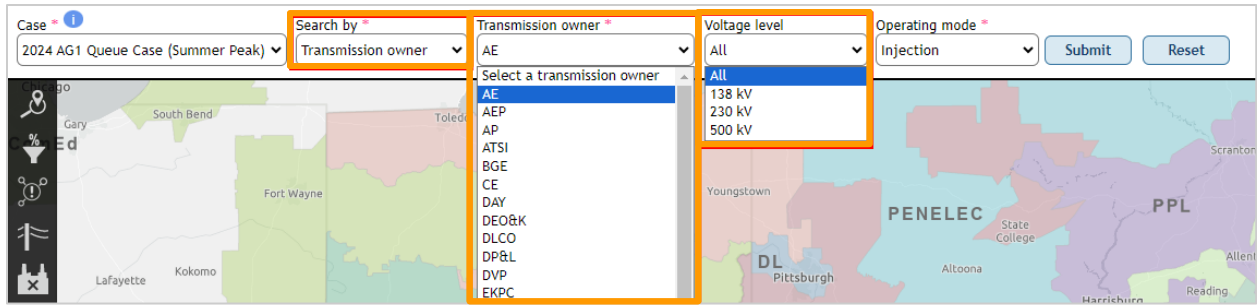 Case * i
2024 AG1 Queue Case (Summer Peak)
Search by *
Transmission owner
Transmission owner *
AE
Select a transmission owner
AE
AEP
AP
ATSI
BGE
CE
DAY
DEO&K
DLCO
DP&L
DVP
EKPC
Voltage level
All
All
138 kV
230 kV
500 kV
Operating mode *
Injection
Submit
Reset
%
Chicago
Gary
South Bend
Fort Wayne
Lafayette
Kokomo
Youngstown
PENELEC
State
College
PPL
DL
Pittsburgh
Altoona
Scranton
Reading